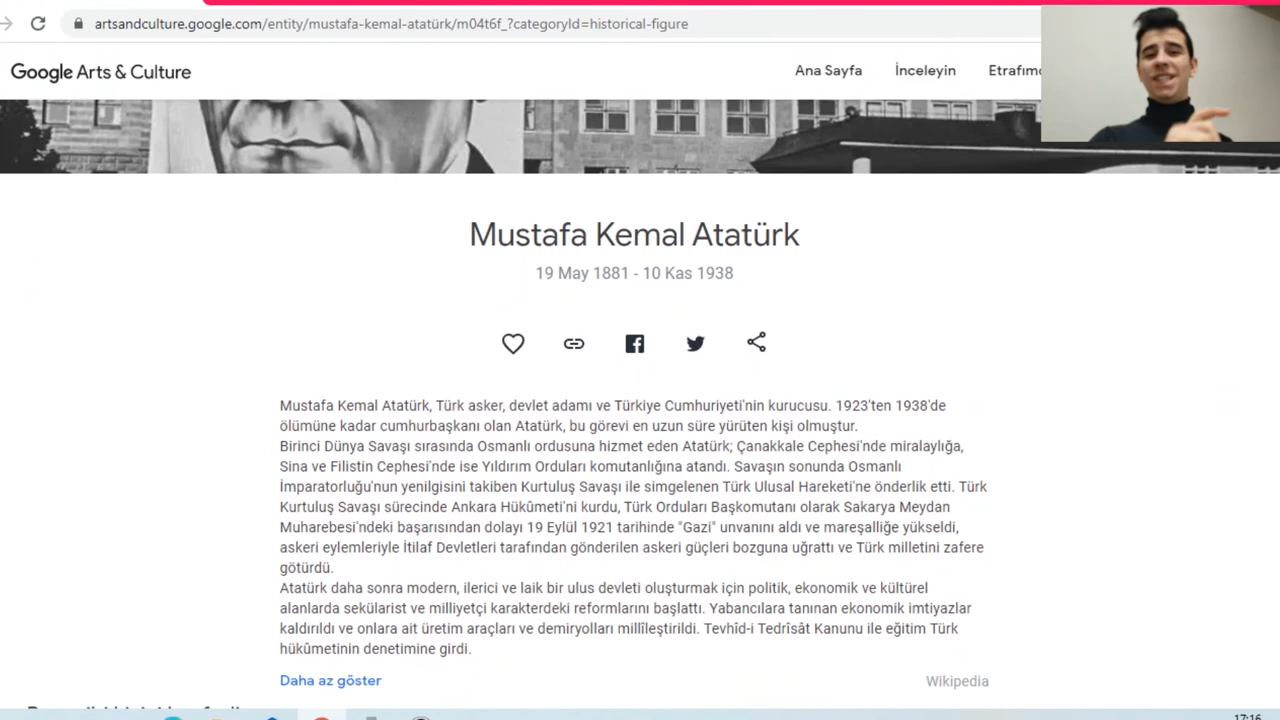 artsandculture.google.com/entity/mustafa-kemal-atatürk/m04t6f_?categoryId=historical-figure
Google Arts & Culture
Ana Sayfa
İnceleyin
Mustafa Kemal Atatürk
19 May 1881 - 10 Kas 1938
Mustafa Kemal Atatürk, Türk asker, devlet adamı ve Türkiye Cumhuriyeti'nin kurucusu. 1923'ten 1938'de
ölümüne kadar cumhurbaşkanı olan Atatürk, bu görevi en uzun süre yürüten kişi olmuştur.
Birinci Dünya Savaşı sırasında Osmanlı ordusuna hizmet eden Atatürk; Çanakkale Cephesi'nde miralaylığa,
Sina ve Filistin Cephesi'nde ise Yıldırım Orduları komutanlığına atandı. Savaşın sonunda Osmanlı
İmparatorluğu'nun yenilgisini takiben Kurtuluş Savaşı ile simgelenen Türk Ulusal Hareketi'ne önderlik etti. Türk
Kurtuluş Savaşı sürecinde Ankara Hükûmeti'ni kurdu, Türk Orduları Başkomutanı olarak Sakarya Meydan
Muharebesi'ndeki başarısından dolayı 19 Eylül 1921 tarihinde "Gazi" unvanını aldı ve mareşalliğe yükseldi,
askeri eylemleriyle İtilaf Devletleri tarafından gönderilen askeri güçleri bozguna uğrattı ve Türk milletini zafere
götürdü.
Atatürk daha sonra modern, ilerici ve laik bir ulus devleti oluşturmak için politik, ekonomik ve kültürel
alanlarda sekülarist ve milliyetçi karakterdeki reformlarını başlattı. Yabancılara tanınan ekonomik imtiyazlar
kaldırıldı ve onlara ait üretim araçları ve demiryolları millîleştirildi. Tevhîd-i Tedrîsât Kanunu ile eğitim Türk
hükûmetinin denetimine girdi.
Daha az göster
Wikipedia
17:16